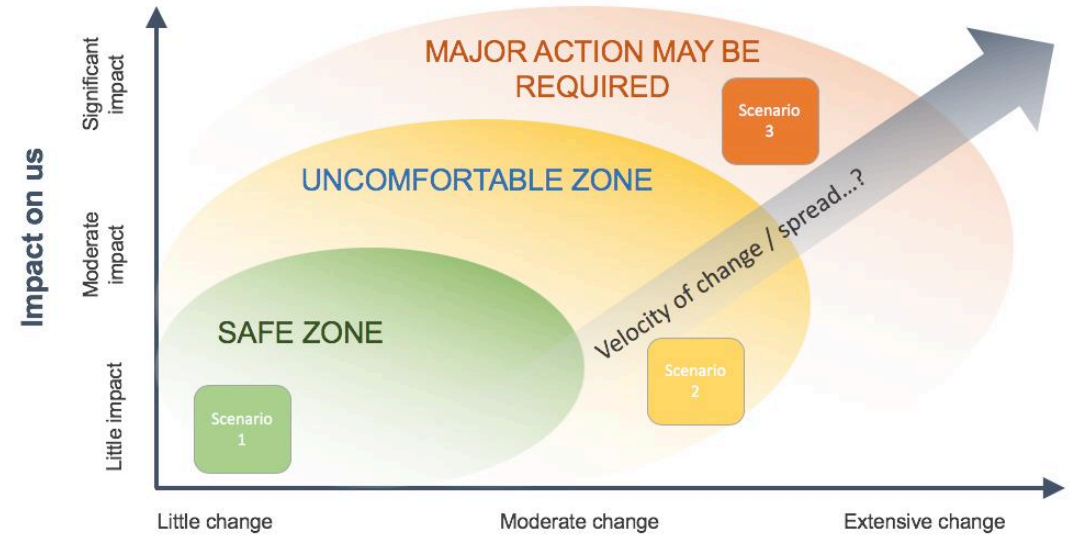 MAJOR ACTION MAY BE
REQUIRED
Significant
impact
Scenario
3
UNCOMFORTABLE ZONE
Velocity of change / spread...?
Impact on us
Moderate
impact
SAFE ZONE
Scenario
2
Little impact
Scenario
1
Little change
Moderate change
Extensive change